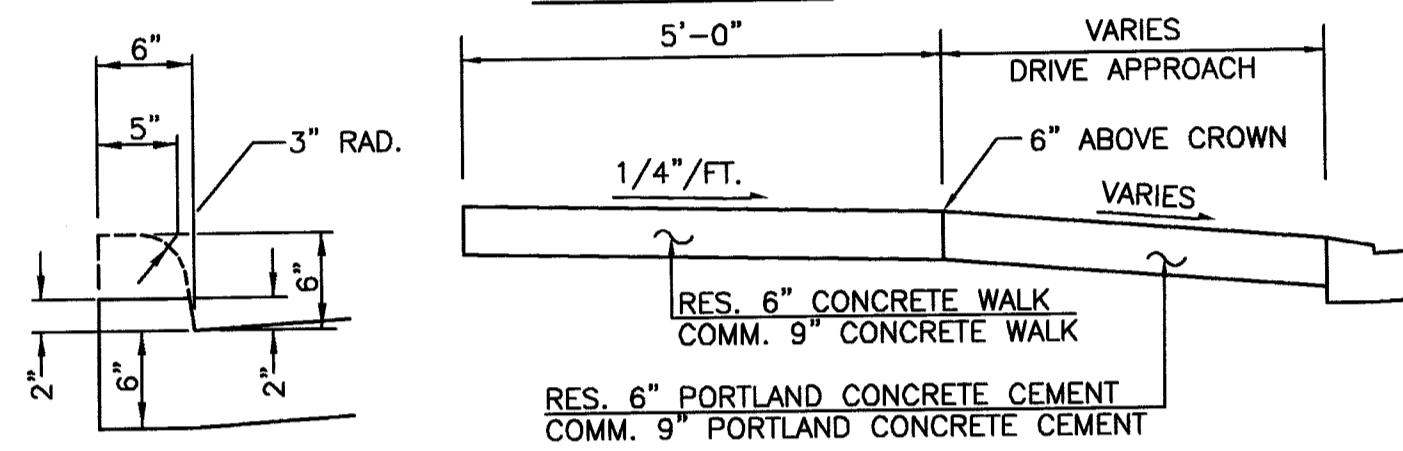 6"
5"
3" RAD.
6"
2"
6"
2"
5'-0"
VARIES
DRIVE APPROACH
6" ABOVE CROWN
1/4"/FT.
VARIES
RES. 6" CONCRETE WALK
COMM. 9" CONCRETE WALK
RES. 6" PORTLAND CONCRETE CEMENT
COMM. 9" PORTLAND CONCRETE CEMENT